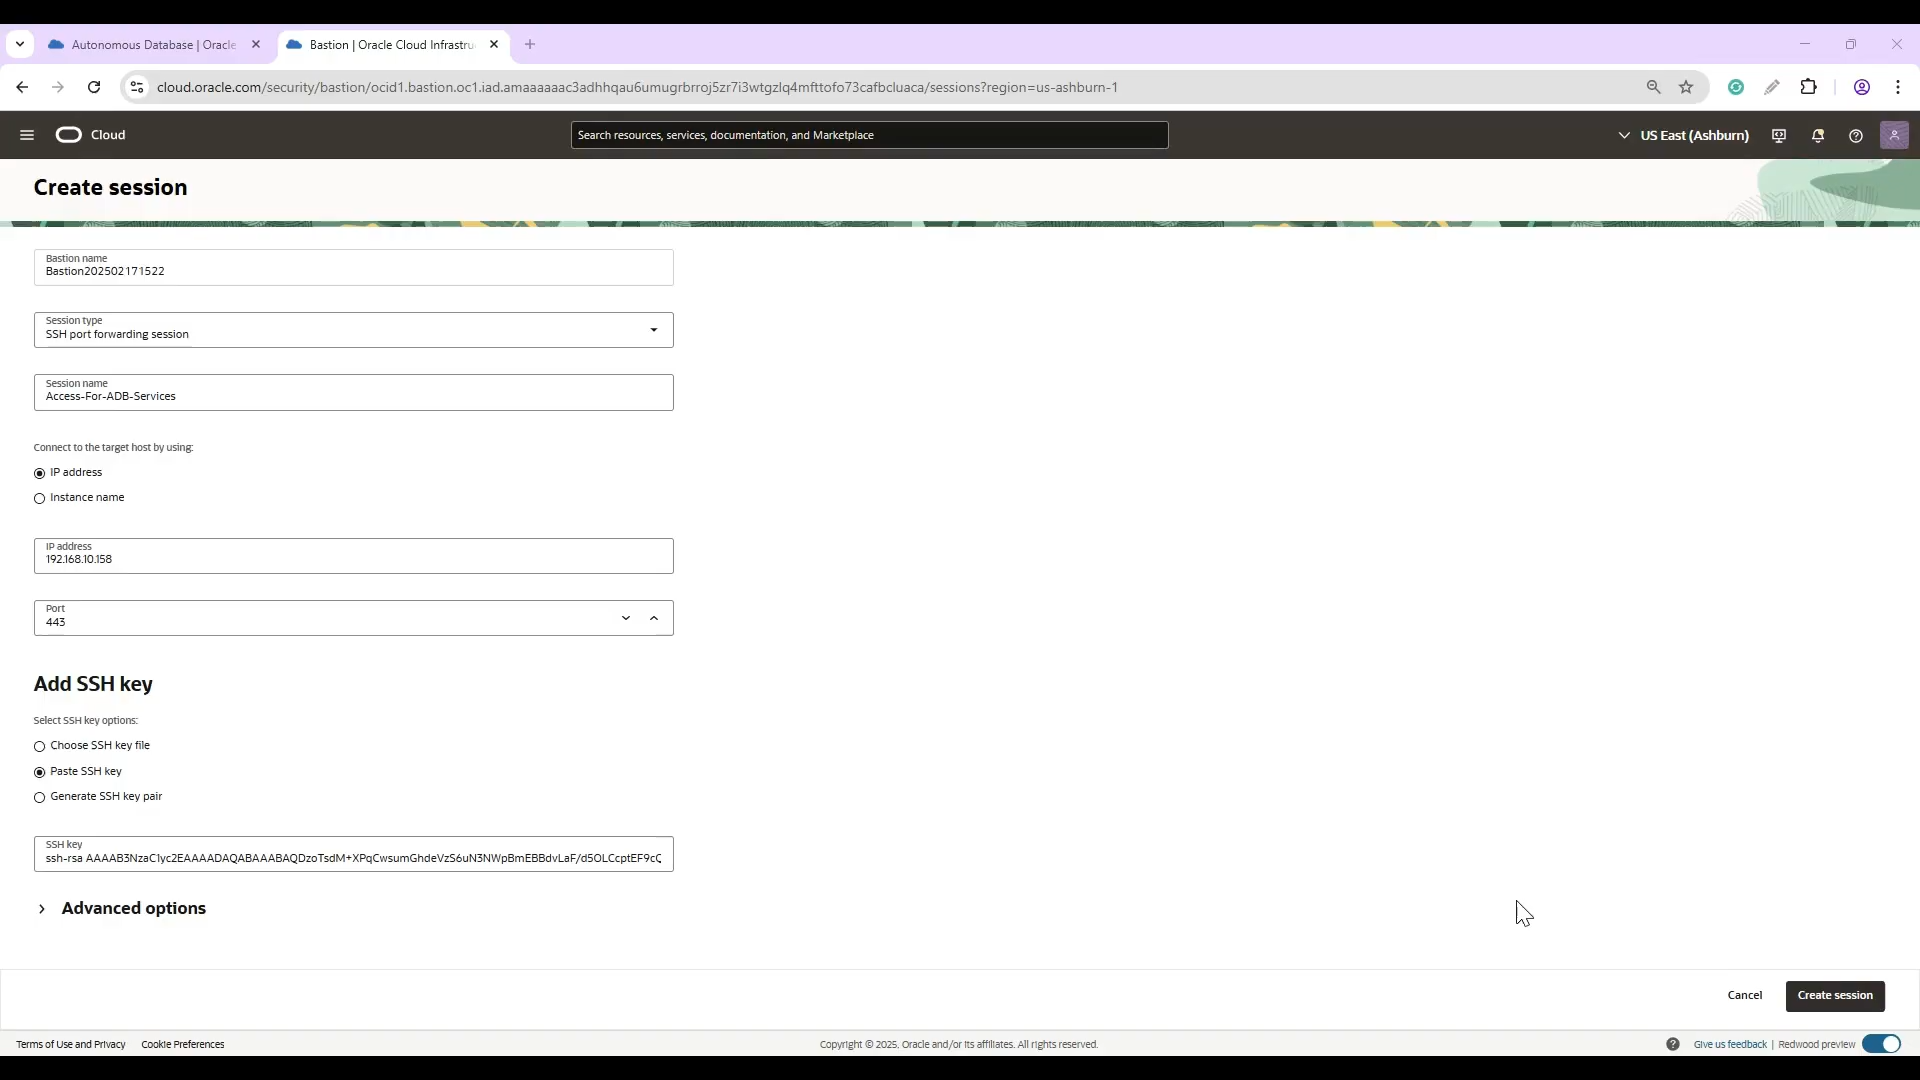 Autonomous Database | Oracle
Bastion | Oracle Cloud Infrastru
cloud.oracle.com/security/bastion/ocid1.bastion.oc1.iad.amaaaaaac3adhhqau6umugrbrroj5zr7i3wtgzlq4mfttofo73cafbcluaca/sessions?region=us-ashburn-1
Cloud
Search resources, services, documentation, and Marketplace
US East (Ashburn)
Create session
Bastion name
Bastion202502171522
Session type
SSH port forwarding session
Session name
Access-For-ADB-Services
Connect to the target host by using:
IP address
Instance name
IP address
192.168.10.158
Port
443
Add SSH key
Select SSH key options:
Choose SSH key file
Paste SSH key
Generate SSH key pair
SSH key
ssh-rsa AAAAB3NzaC1yc2EAAAADAQABAAABAQDzoTsdM+XPqCwsumGhdeVzS6uN3NWpBmEBBdvLaF/d5OLCcptEF9cC
Advanced options
Cancel
Create session
Terms of Use and Privacy
Cookie Preferences
Copyright © 2025, Oracle and/or its affiliates. All rights reserved.
Give us feedback | Redwood preview